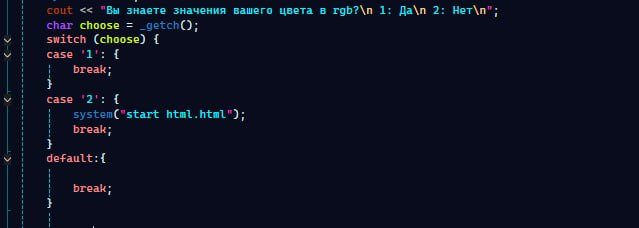 cout << "Вы знаете значения вашего цвета в rgb?\n 1: Да\n 2: Нет\n";
char choose = _getch();
switch (choose) {
case '1': {
break;
}
case '2': {
system("start html.html");
break;
}
default:{
break;
}